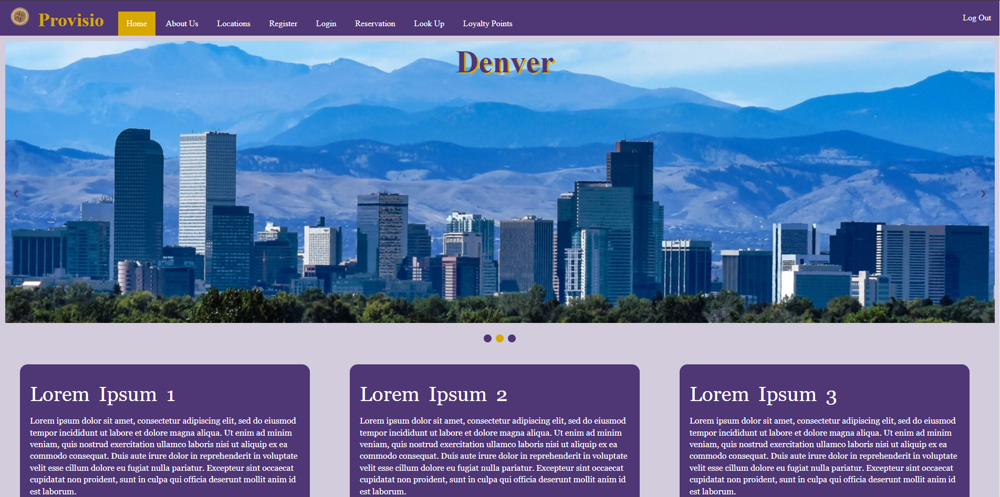 Provisio Home About Us Locations Register Login Reservation Look Up Loyalty Points Log Out
Denver
‹ ›
Lorem Ipsum 1
Lorem ipsum dolor sit amet, consectetur adipiscing elit, sed do eiusmod
tempor incididunt ut labore et dolore magna aliqua. Ut enim ad minim
veniam, quis nostrud exercitation ullamco laboris nisi ut aliquip ex ea
commodo consequat. Duis aute irure dolor in reprehenderit in voluptate
velit esse cillum dolore eu fugiat nulla pariatur. Excepteur sint occaecat
cupidatat non proident, sunt in culpa qui officia deserunt mollit anim id
est laborum.
Lorem Ipsum 2
Lorem ipsum dolor sit amet, consectetur adipiscing elit, sed do eiusmod
tempor incididunt ut labore et dolore magna aliqua. Ut enim ad minim
veniam, quis nostrud exercitation ullamco laboris nisi ut aliquip ex ea
commodo consequat. Duis aute irure dolor in reprehenderit in voluptate
velit esse cillum dolore eu fugiat nulla pariatur. Excepteur sint occaecat
cupidatat non proident, sunt in culpa qui officia deserunt mollit anim id
est laborum.
Lorem Ipsum 3
Lorem ipsum dolor sit amet, consectetur adipiscing elit, sed do eiusmod
tempor incididunt ut labore et dolore magna aliqua. Ut enim ad minim
veniam, quis nostrud exercitation ullamco laboris nisi ut aliquip ex ea
commodo consequat. Duis aute irure dolor in reprehenderit in voluptate
velit esse cillum dolore eu fugiat nulla pariatur. Excepteur sint occaecat
cupidatat non proident, sunt in culpa qui officia deserunt mollit anim id
est laborum.